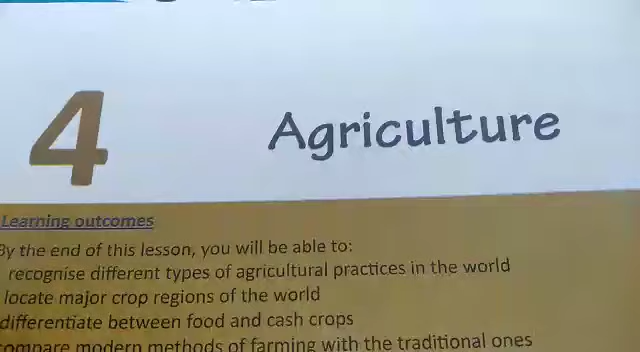 4
Agriculture
Learning outcomes
By the end of this lesson, you will be able to:
recognise different types of agricultural practices in the world
locate major crop regions of the world
differentiate between food and cash crops
compare modern methods of farming with the traditional ones